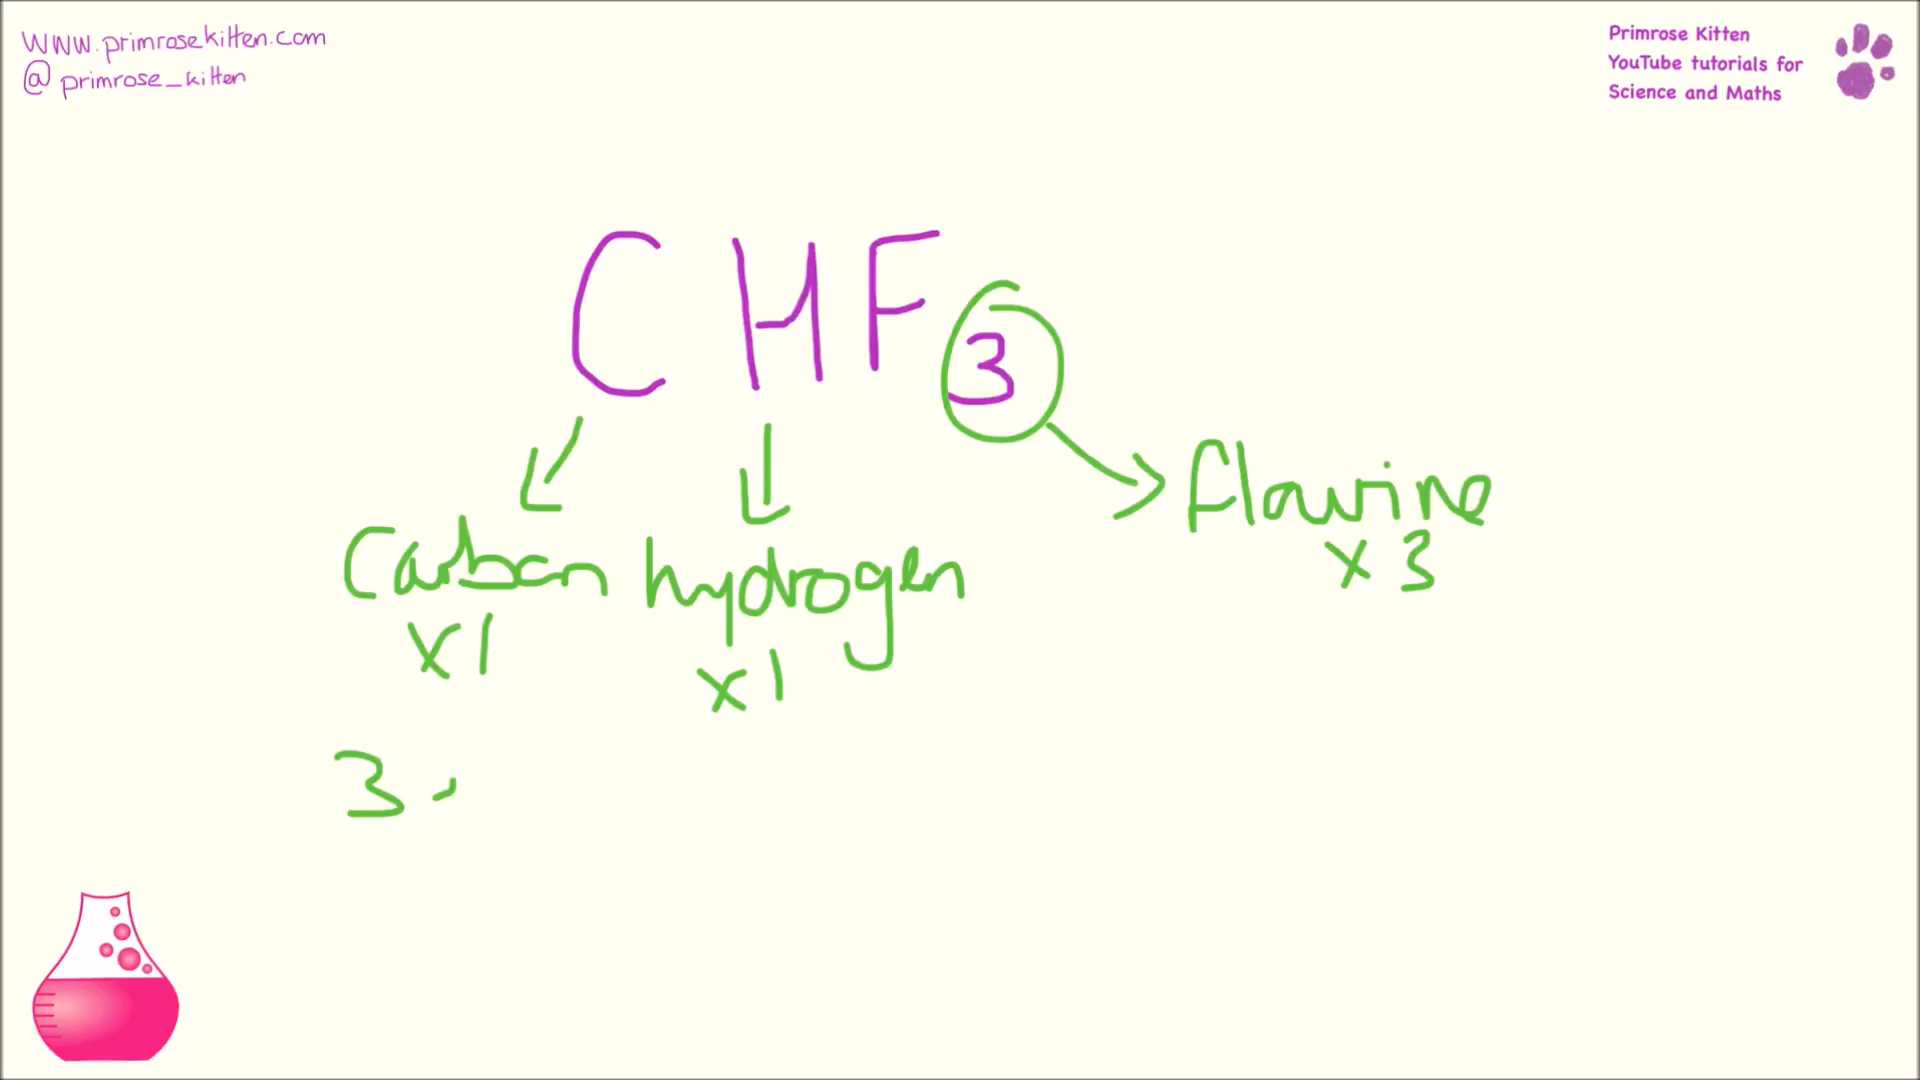 www.primrosekitten.com
@primrose_kitten
Primrose Kitten
YouTube tutorials for
Science and Maths
CHF3
flourine
x 3
Carbon hydrogen
x1
x1
3